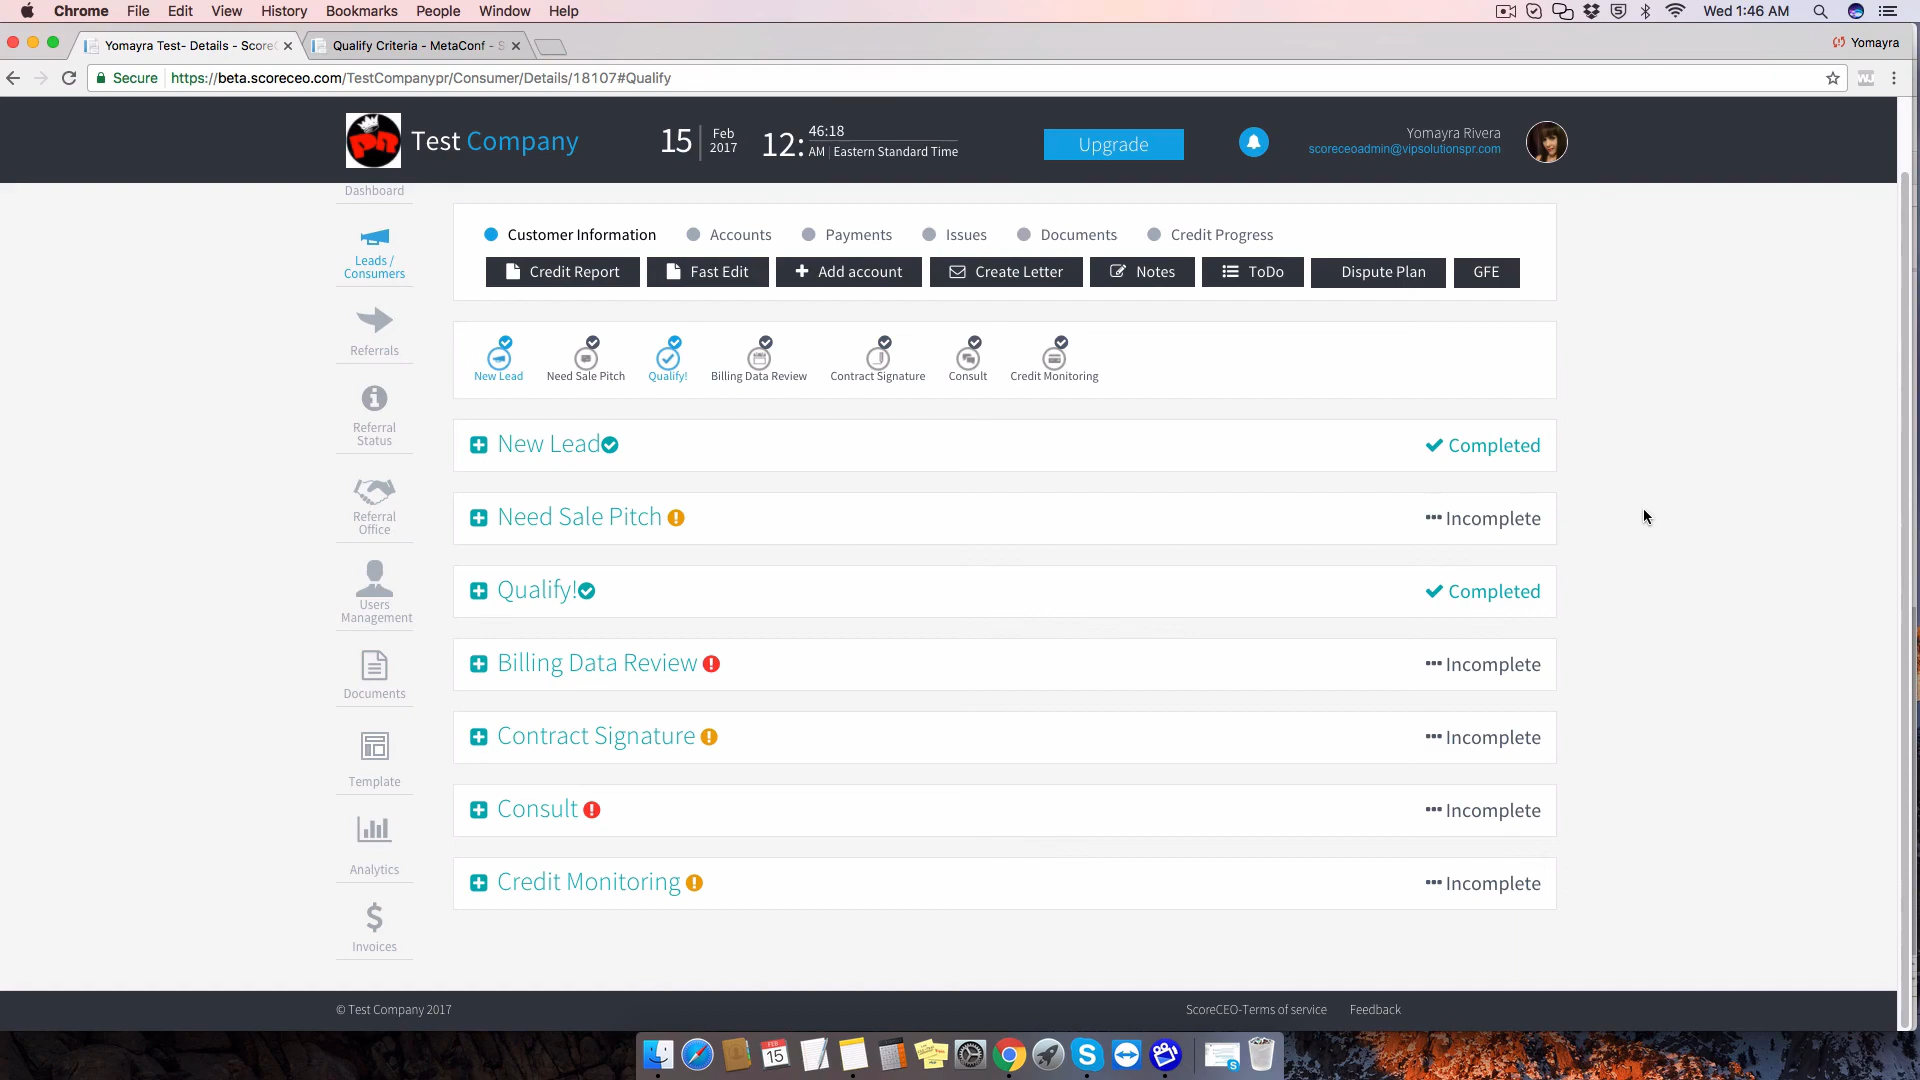 Chrome File Edit View History Bookmarks People Window Help
Wed 1:46 AM
Yomayra Test- Details - Score
Qualify Criteria - MetaConf - S
Yomayra
Secure https://beta.scoreceo.com/TestCompanypr/Consumer/Details/18107#Qualify
Test Company
15 Feb 2017
12: 46:18 AM Eastern Standard Time
Upgrade
Yomayra Rivera
scoreceoadmin@vipsolutionspr.com
Dashboard
Leads / Consumers
Referrals
Referral Status
Referral Office
Users Management
Documents
Template
Analytics
Invoices
Customer Information Accounts Payments Issues Documents Credit Progress
Credit Report Fast Edit Add account Create Letter Notes ToDo Dispute Plan GFE
New Lead Need Sale Pitch Qualify! Billing Data Review Contract Signature Consult Credit Monitoring
New Lead Completed
Need Sale Pitch Incomplete
Qualify! Completed
Billing Data Review Incomplete
Contract Signature Incomplete
Consult Incomplete
Credit Monitoring Incomplete
© Test Company 2017
ScoreCEO-Terms of service Feedback
FEB
15